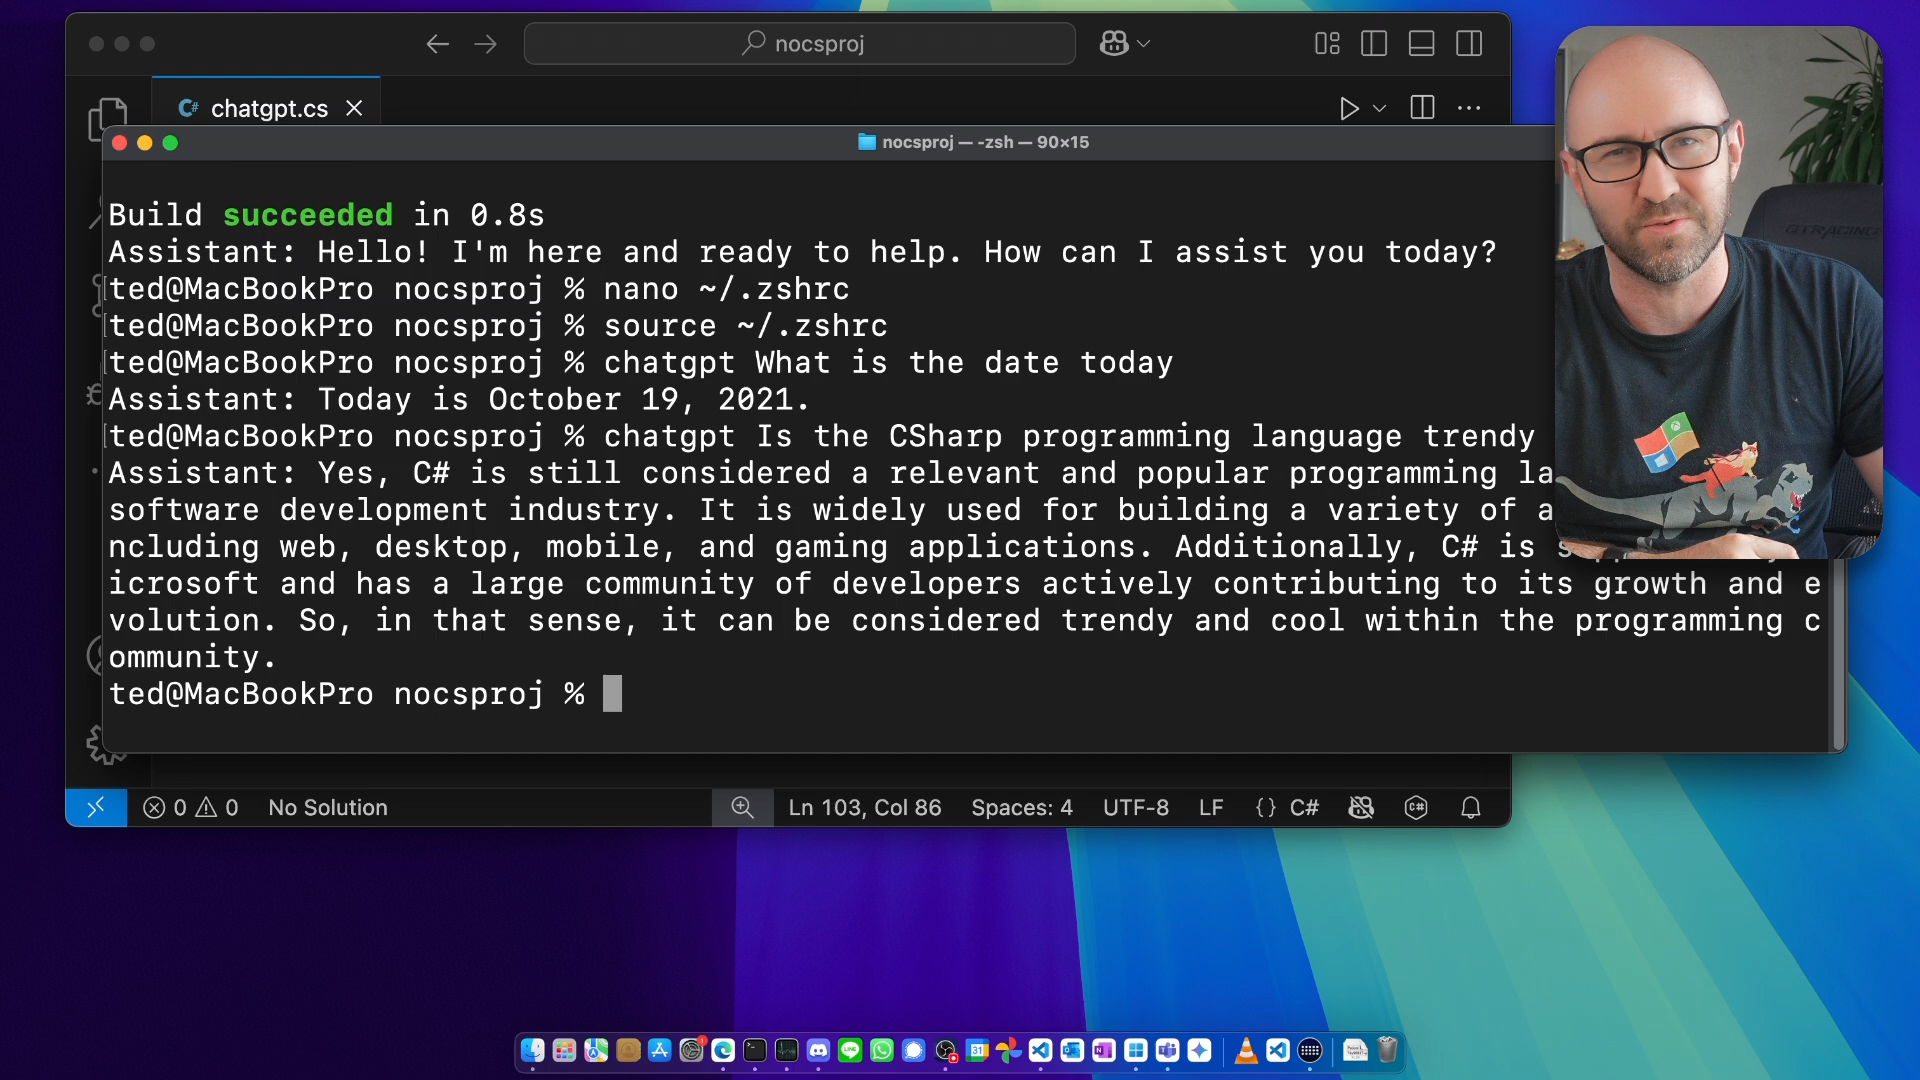 nocsproj
chatgpt.cs
nocsproj — -zsh — 90×15
Build succeeded in 0.8s
Assistant: Hello! I'm here and ready to help. How can I assist you today?
ted@MacBookPro nocsproj % nano ~/.zshrc
ted@MacBookPro nocsproj % source ~/.zshrc
ted@MacBookPro nocsproj % chatgpt What is the date today
Assistant: Today is October 19, 2021.
ted@MacBookPro nocsproj % chatgpt Is the CSharp programming language trendy
Assistant: Yes, C# is still considered a relevant and popular programming la
software development industry. It is widely used for building a variety of a
ncluding web, desktop, mobile, and gaming applications. Additionally, C# is
icrosoft and has a large community of developers actively contributing to its growth and e
volution. So, in that sense, it can be considered trendy and cool within the programming c
ommunity.
ted@MacBookPro nocsproj %
0 0 No Solution Ln 103, Col 86 Spaces: 4 UTF-8 LF {} C#